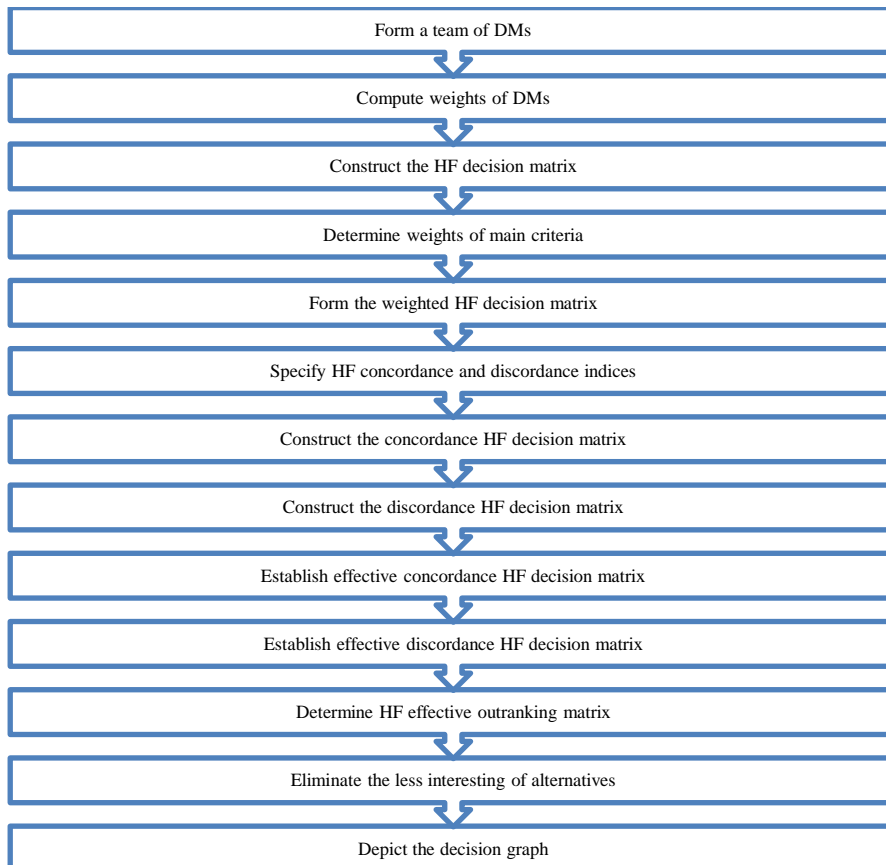 Form a team of DMs
Compute weights of DMs
Construct the HF decision matrix
Determine weights of main criteria
Form the weighted HF decision matrix
Specify HF concordance and discordance indices
Construct the concordance HF decision matrix
Construct the discordance HF decision matrix
Establish effective concordance HF decision matrix
Establish effective discordance HF decision matrix
Determine HF effective outranking matrix
Eliminate the less interesting of alternatives
Depict the decision graph